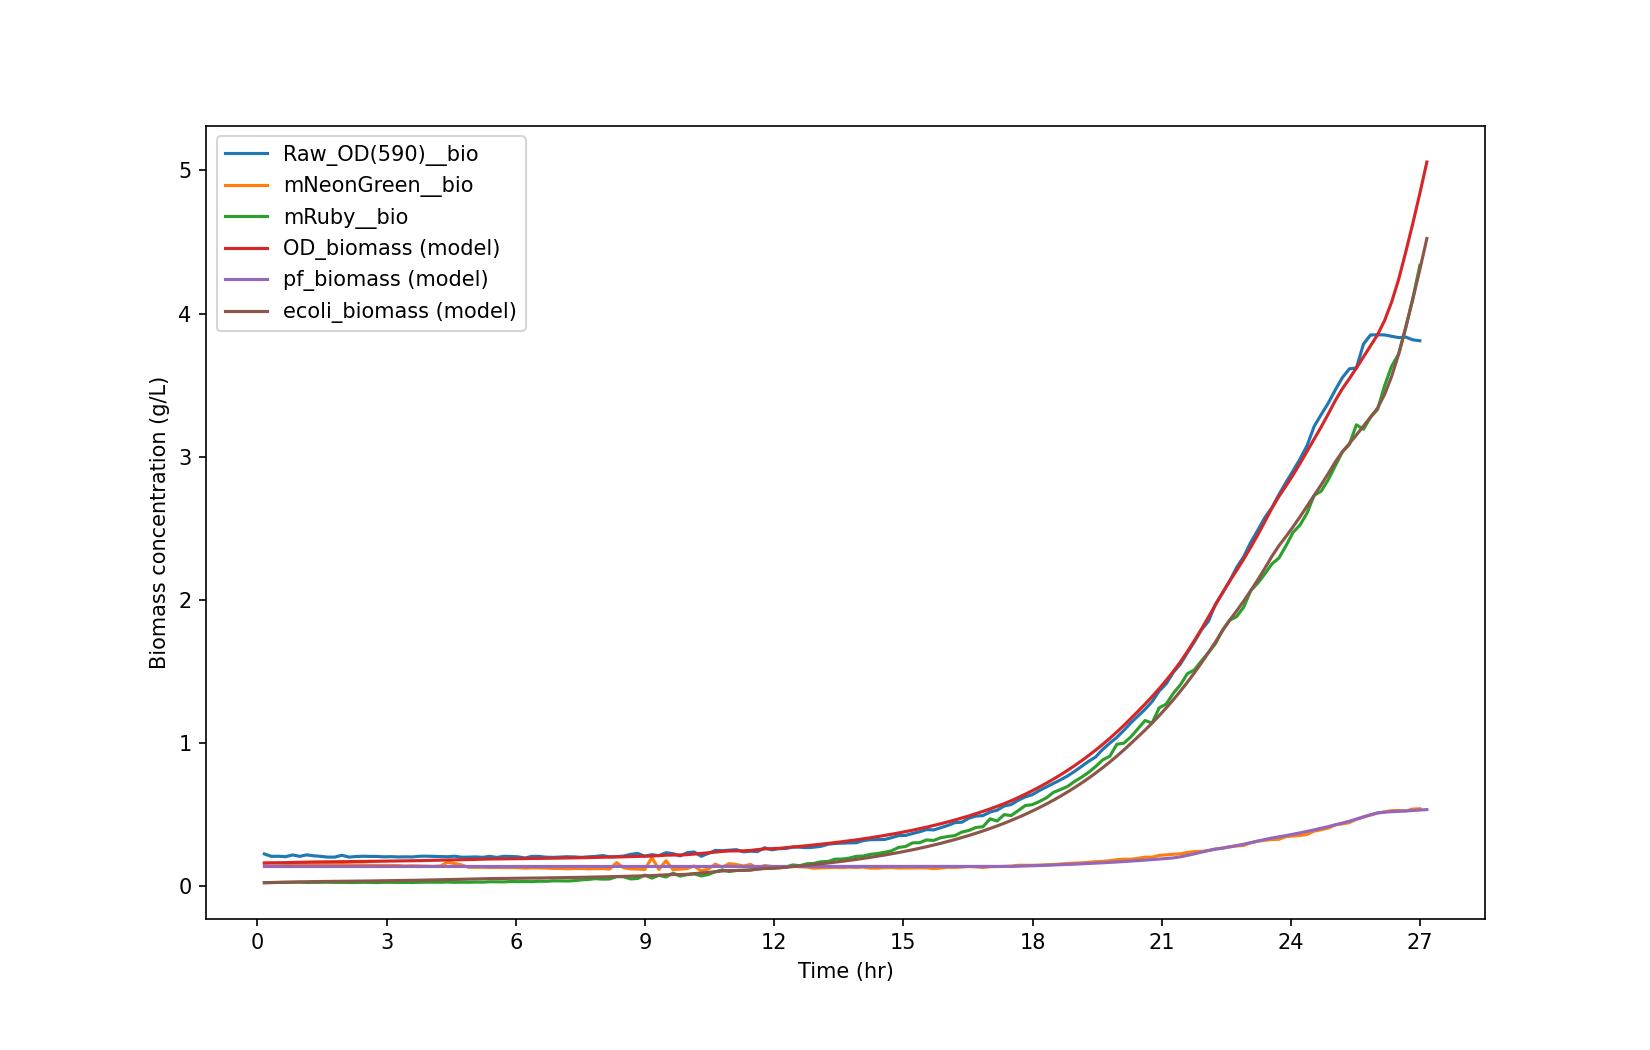 Raw_OD(590)__bio
mNeonGreen__bio
mRuby__bio
OD_biomass (model)
pf_biomass (model)
ecoli_biomass (model)
5
4
3
2
1
0
Biomass concentration (g/L)
0 3 6 9 12 15 18 21 24 27
Time (hr)